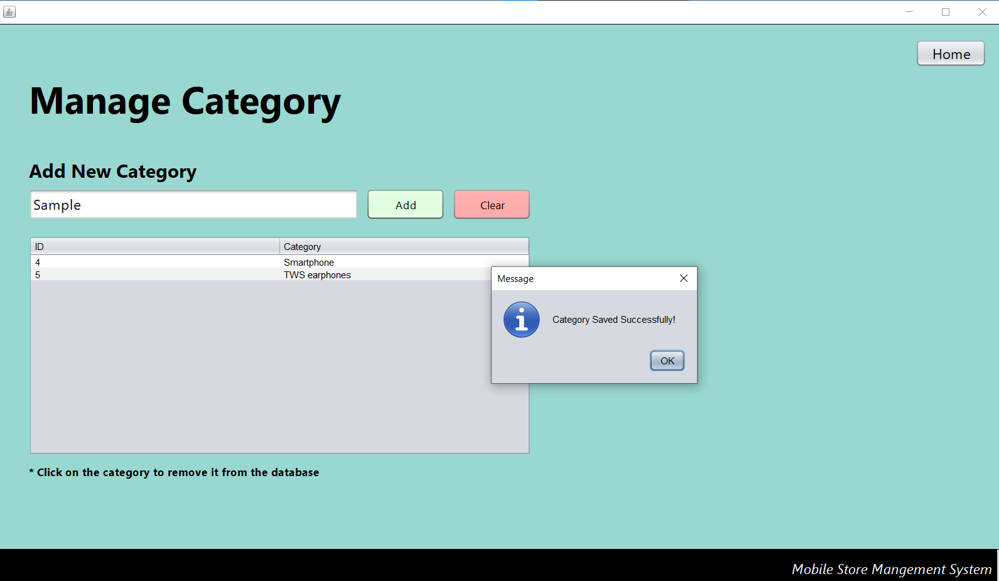 Home
Manage Category
Add New Category
Sample Add Clear
ID Category
4 Smartphone
5 TWS earphones
Message
Category Saved Successfully!
OK
* Click on the category to remove it from the database
Mobile Store Mangement System